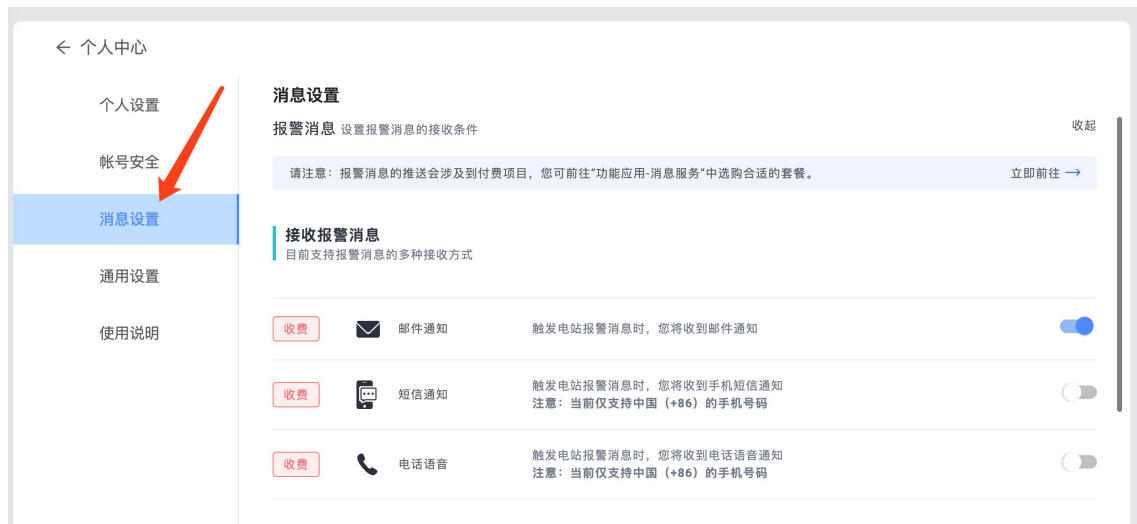 ← 个人中心
个人设置
帐号安全
消息设置
通用设置
使用说明
消息设置
报警消息 设置报警消息的接收条件
收起
请注意：报警消息的推送会涉及到付费项目，您可前往“功能应用-消息服务”中选购合适的套餐。
立即前往 →
接收报警消息
目前支持报警消息的多种接收方式
收费 邮件通知 触发电站报警消息时，您将收到邮件通知
收费 短信通知 触发电站报警消息时，您将收到手机短信通知
注意：当前仅支持中国（+86）的手机号码
收费 电话语音 触发电站报警消息时，您将收到电话语音通知
注意：当前仅支持中国（+86）的手机号码